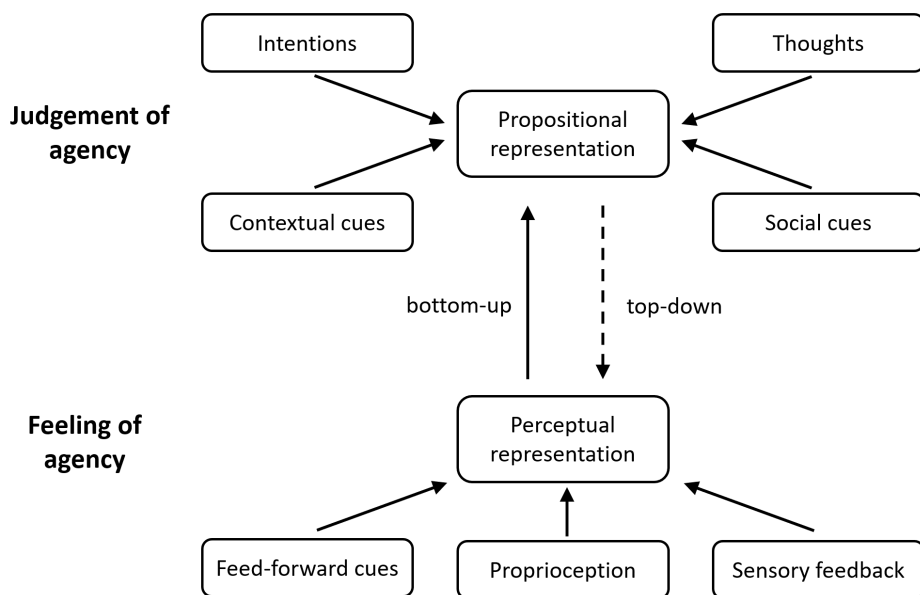 Intentions
Thoughts
Judgement of
agency
Propositional
representation
Contextual cues
Social cues
bottom-up
top-down
Feeling of
agency
Perceptual
representation
Feed-forward cues
Proprioception
Sensory feedback